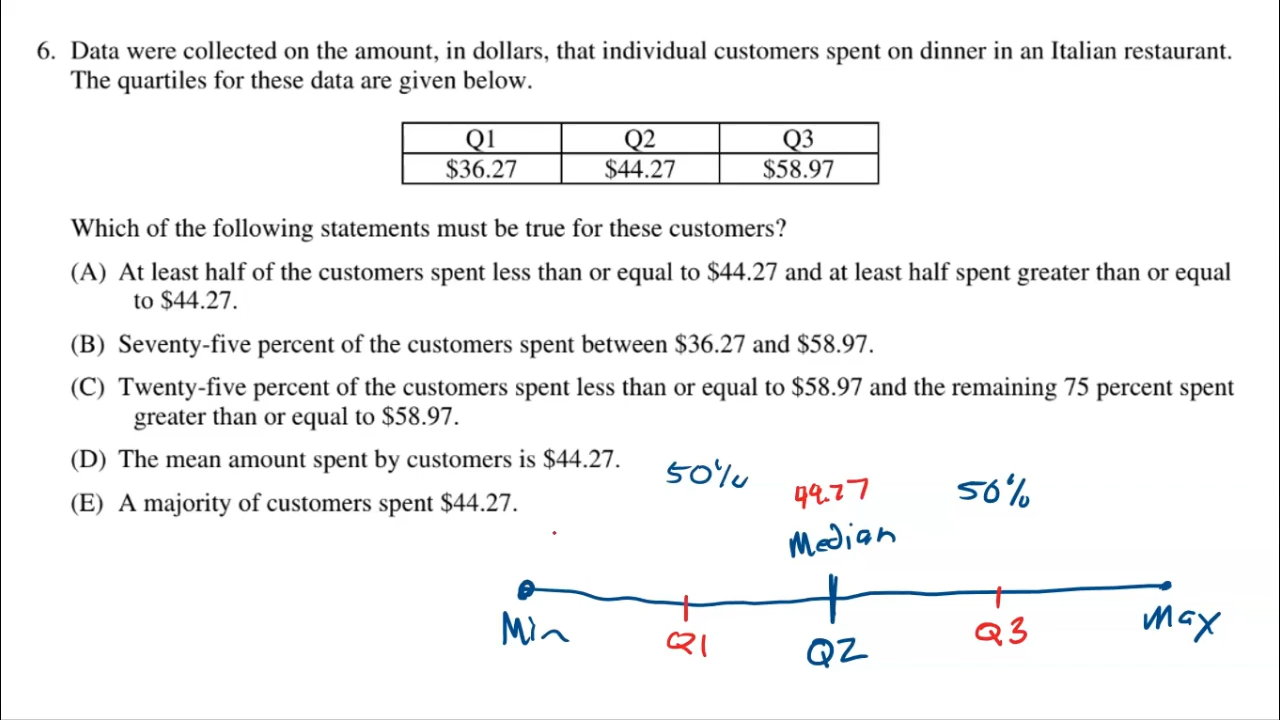 6. Data were collected on the amount, in dollars, that individual customers spent on dinner in an Italian restaurant.
The quartiles for these data are given below.
Q1 Q2 Q3
$36.27 $44.27 $58.97
Which of the following statements must be true for these customers?
(A) At least half of the customers spent less than or equal to $44.27 and at least half spent greater than or equal
to $44.27.
(B) Seventy-five percent of the customers spent between $36.27 and $58.97.
(C) Twenty-five percent of the customers spent less than or equal to $58.97 and the remaining 75 percent spent
greater than or equal to $58.97.
(D) The mean amount spent by customers is $44.27.
(E) A majority of customers spent $44.27.
50% 44.27 50%
Median
Min Q1 Q2 Q3 Max